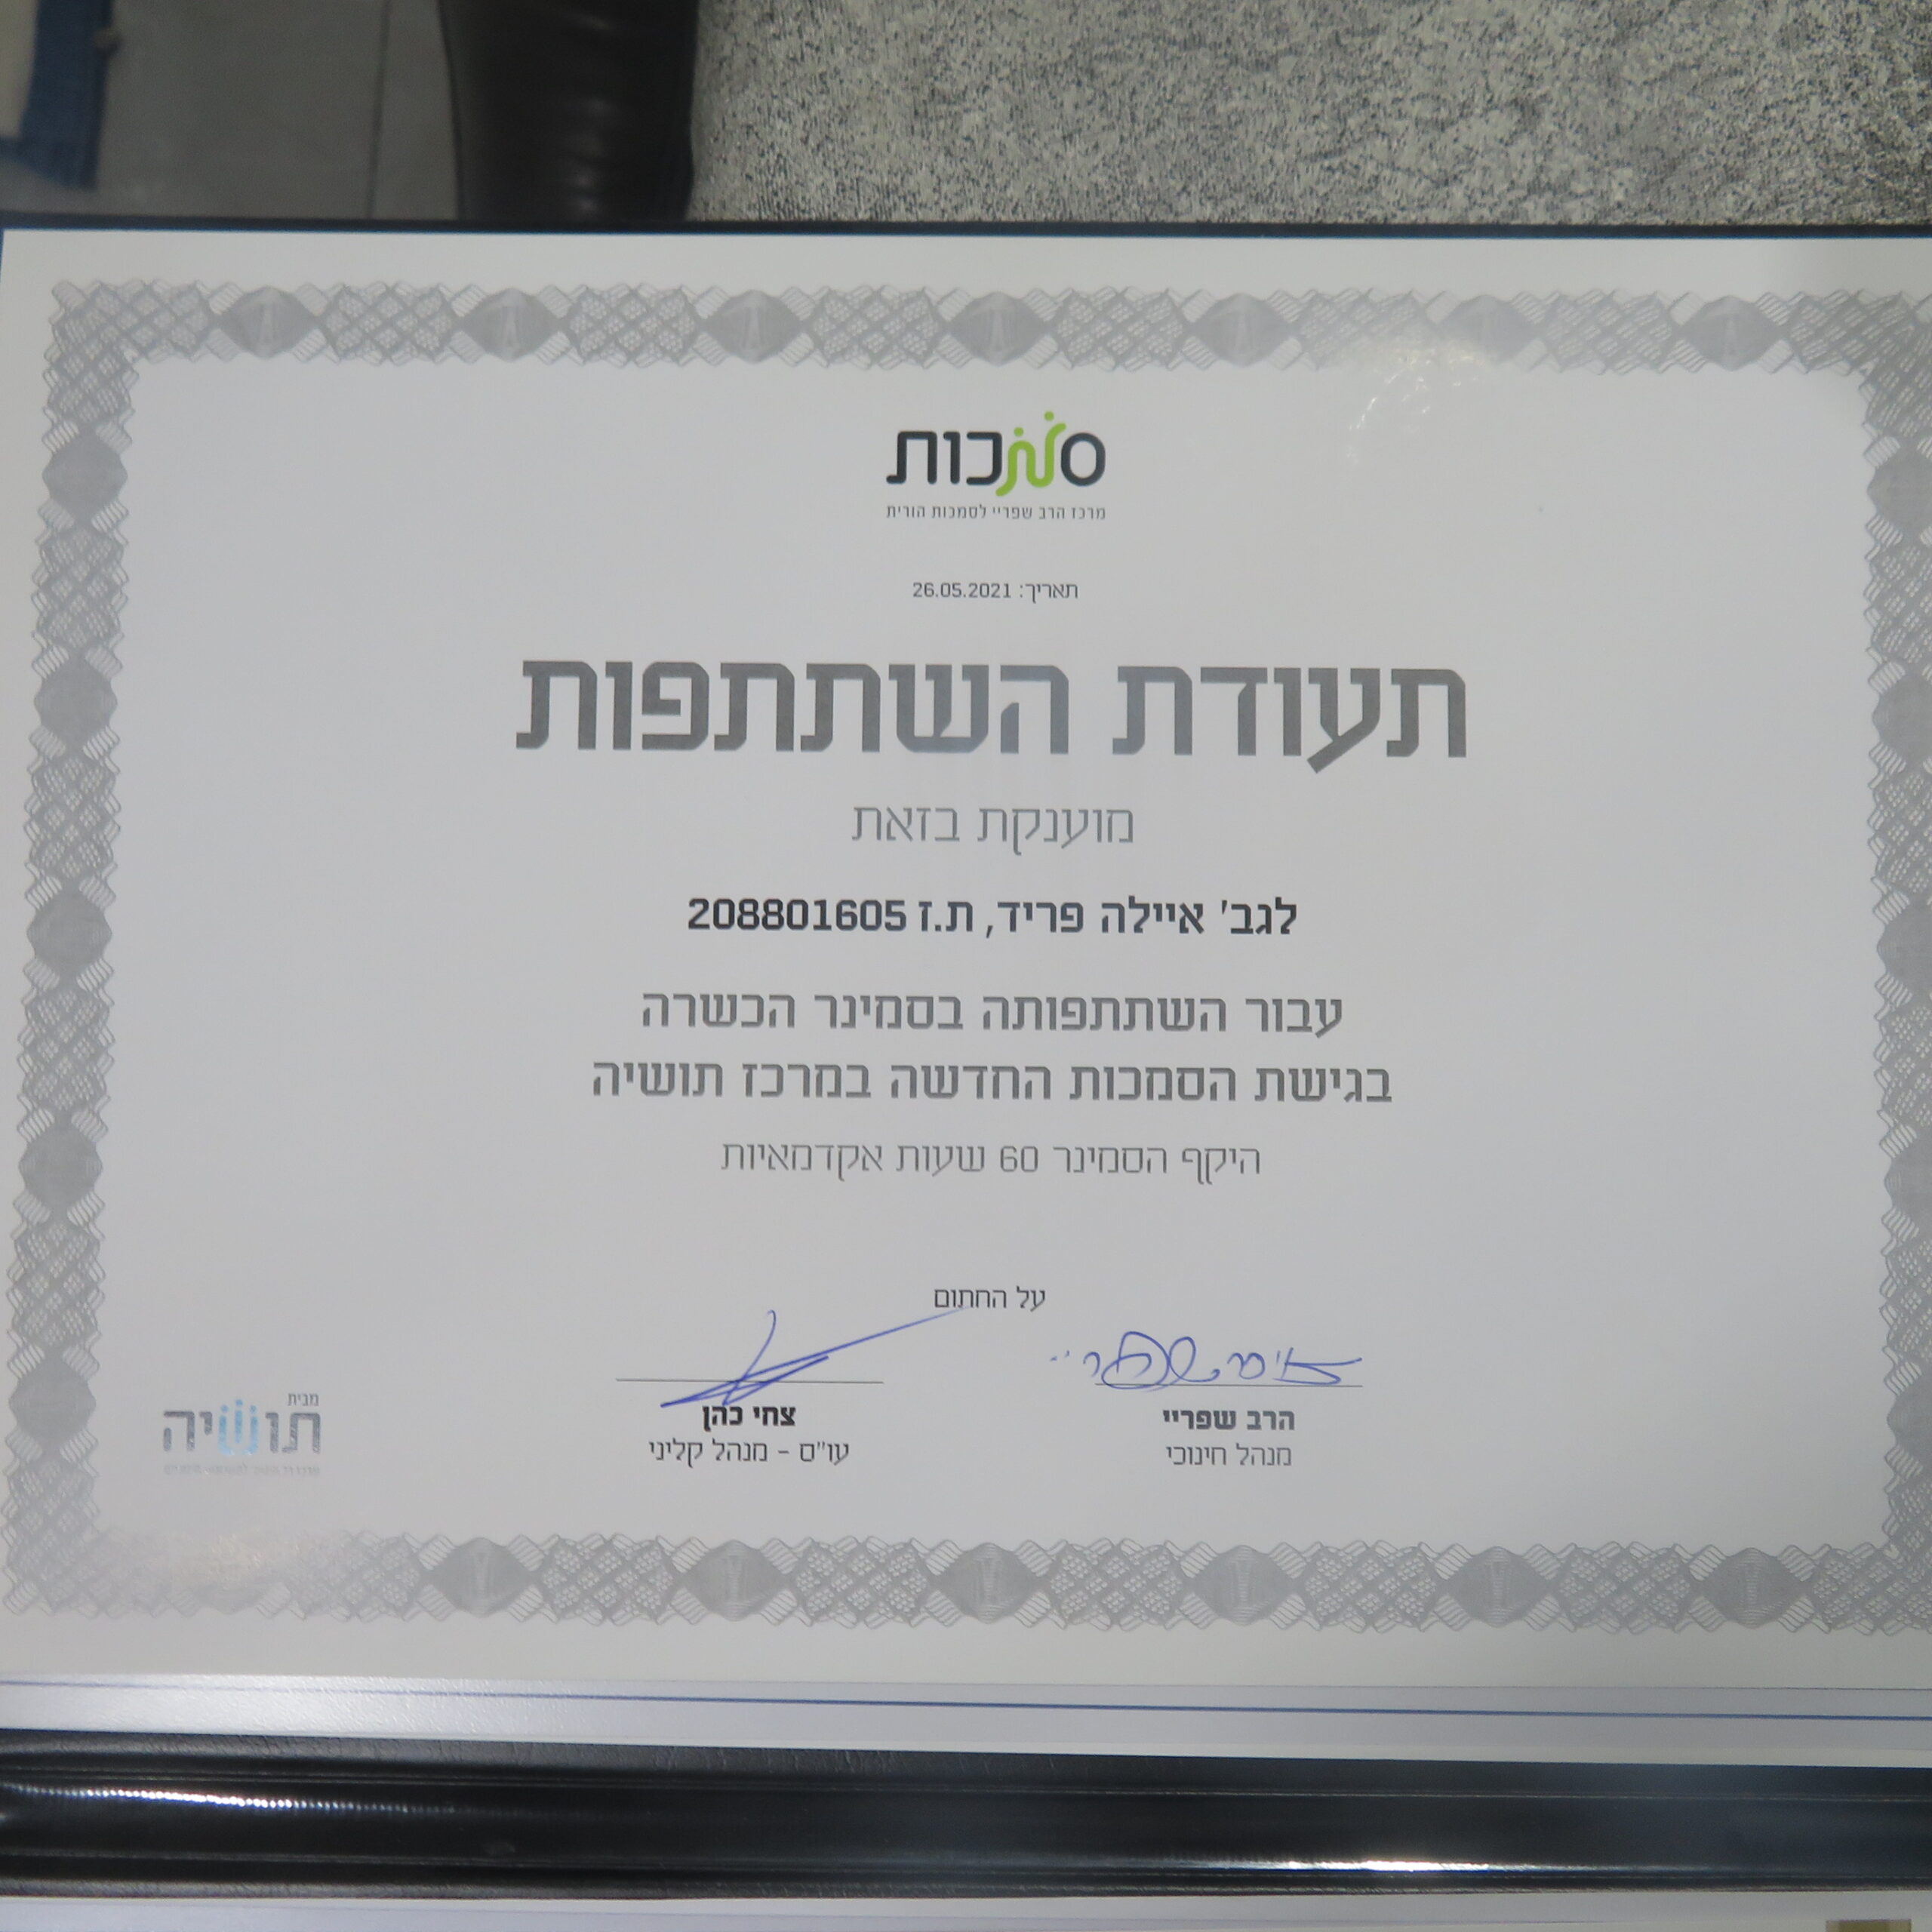 סמכות
מרכז הרב שפריי לסמכות הורית
תאריך: 26.05.2021
תעודת השתתפות
מוענקת בזאת
לגב' איילה פריד, ת.ז 208801605
עבור השתתפותה בסמינר הכשרה
בגישת הסמכות החדשה במרכז תושיה
היקף הסמינר 60 שעות אקדמאיות
על החתום
הרב שפריי
מנהל חינוכי
צחי כהן
עו"ס - מנהל קליני
מבית
תושיה